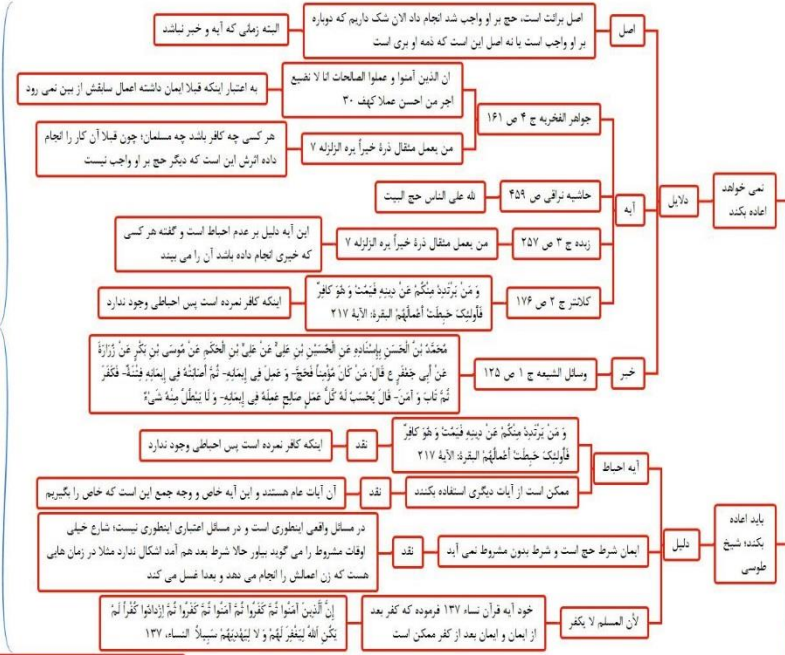 نمی خواهد
اعاده بکند
دلایل
اصل
اصل برائت است، حج بر او واجب شد انجام داد الان شک داریم که دوباره
بر او واجب است یا نه اصل این است که ذمه او بری است
البته زمانی که آیه و خبر نباشد
آیه
جواهر الفخریه ج ۴ ص ۱۶۱
ان الذین آمنوا و عملوا الصالحات انا لا نضیع
اجر من احسن عملا کهف ۳۰
به اعتبار اینکه قبلا ایمان داشته اعمال سابقش از بین نمی رود
من یعمل مثقال ذرة خیراً یره الزلزله ۷
هر کسی چه کافر باشد چه مسلمان؛ چون قبلا آن کار را انجام
داده اثرش این است که دیگر حج بر او واجب نیست
حاشیه نراقی ص ۴۵۹
لله علی الناس حج البیت
زبده ج ۳ ص ۲۵۷
من یعمل مثقال ذرة خیراً یره الزلزله ۷
این آیه دلیل بر عدم احباط است و گفته هر کسی
که خیری انجام داده باشد آن را می بیند
کلانتر ج ۲ ص ۱۷۶
وَ مَنْ یَرْتَدِدْ مِنْکُمْ عَنْ دِینِهِ فَیَمُتْ وَ هُوَ کافِرٌ
فَأُولئِکَ حَبِطَتْ أَعْمالُهُمْ البقرة: الآیة ۲۱۷
اینکه کافر نمرده است پس احباطی وجود ندارد
خبر
وسائل الشیعه ج ۱ ص ۱۲۵
مُحَمَّدُ بْنُ الْحَسَنِ بِإِسْنَادِهِ عَنِ الْحُسَیْنِ بْنِ عَلِیٍّ عَنْ عَلِیِّ بْنِ الْحَکَمِ عَنْ مُوسَی بْنِ بَکْرٍ عَنْ زُرَارَةَ
عَنْ أَبِی جَعْفَرٍ ع قَالَ: مَنْ کَانَ مُؤْمِناً فَحَجَّ- وَ عَمِلَ فِی إِیمَانِهِ- ثُمَّ أَصَابَتْهُ فِی إِیمَانِهِ فِتْنَةٌ- فَکَفَرَ
ثُمَّ تَابَ وَ آمَنَ- قَالَ یُحْسَبُ لَهُ کُلُّ عَمَلٍ صَالِحٍ عَمِلَهُ فِی إِیمَانِهِ- وَ لَا یَبْطُلُ مِنْهُ شَیْءٌ
باید اعاده
بکند؛ شیخ
طوسی
دلیل
آیه احباط
وَ مَنْ یَرْتَدِدْ مِنْکُمْ عَنْ دِینِهِ فَیَمُتْ وَ هُوَ کافِرٌ
فَأُولئِکَ حَبِطَتْ أَعْمالُهُمْ البقرة: الآیة ۲۱۷
نقد
اینکه کافر نمرده است پس احباطی وجود ندارد
ممکن است از آیات دیگری استفاده بکنند
نقد
آن آیات عام هستند و این آیه خاص و وجه جمع این است که خاص را بگیریم
ایمان شرط حج است و شرط بدون مشروط نمی آید
نقد
در مسائل واقعی اینطوری است و در مسائل اعتباری اینطوری نیست؛ شارع خیلی
اوقات مشروط را می گوید بیاور حالا شرط بعد هم آمد اشکال ندارد مثلا در زمان هایی
هست که زن اعمالش را انجام می دهد و بعدا غسل می کند
لأن المسلم لا یکفر
خود آیه قرآن نساء ۱۳۷ فرموده که کفر بعد
از ایمان و ایمان بعد از کفر ممکن است
إِنَّ الَّذِینَ آمَنُوا ثُمَّ کَفَرُوا ثُمَّ آمَنُوا ثُمَّ کَفَرُوا ثُمَّ ازْدادُوا کُفْراً لَمْ
یَکُنِ اللَّهُ لِیَغْفِرَ لَهُمْ وَ لا لِیَهْدِیَهُمْ سَبِیلاً النساء، ۱۳۷